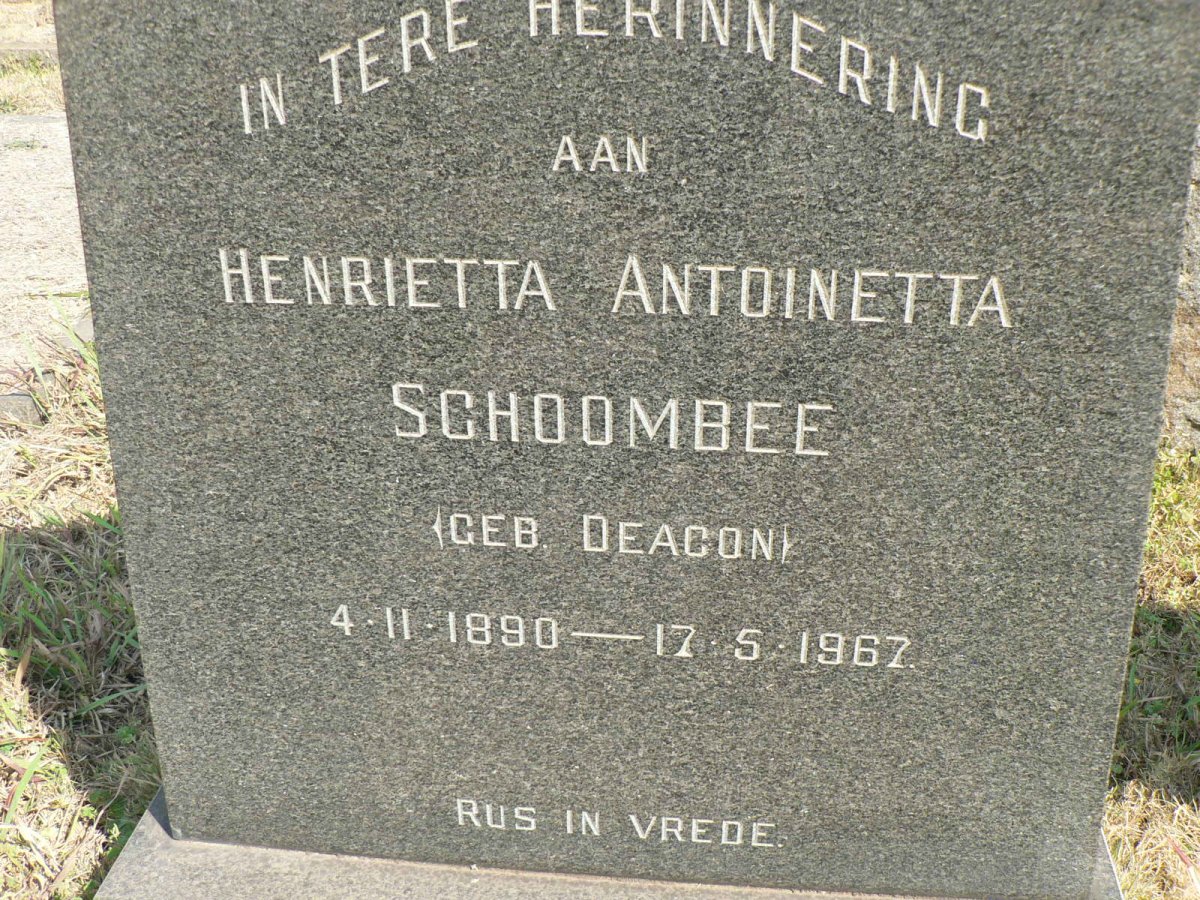 IN TERE HERINNERING
AAN
HENRIETTA ANTOINETTA
SCHOOMBEE
(GEB. DEACON)
4·11·1890—17·5·1967.
RUS IN VREDE.